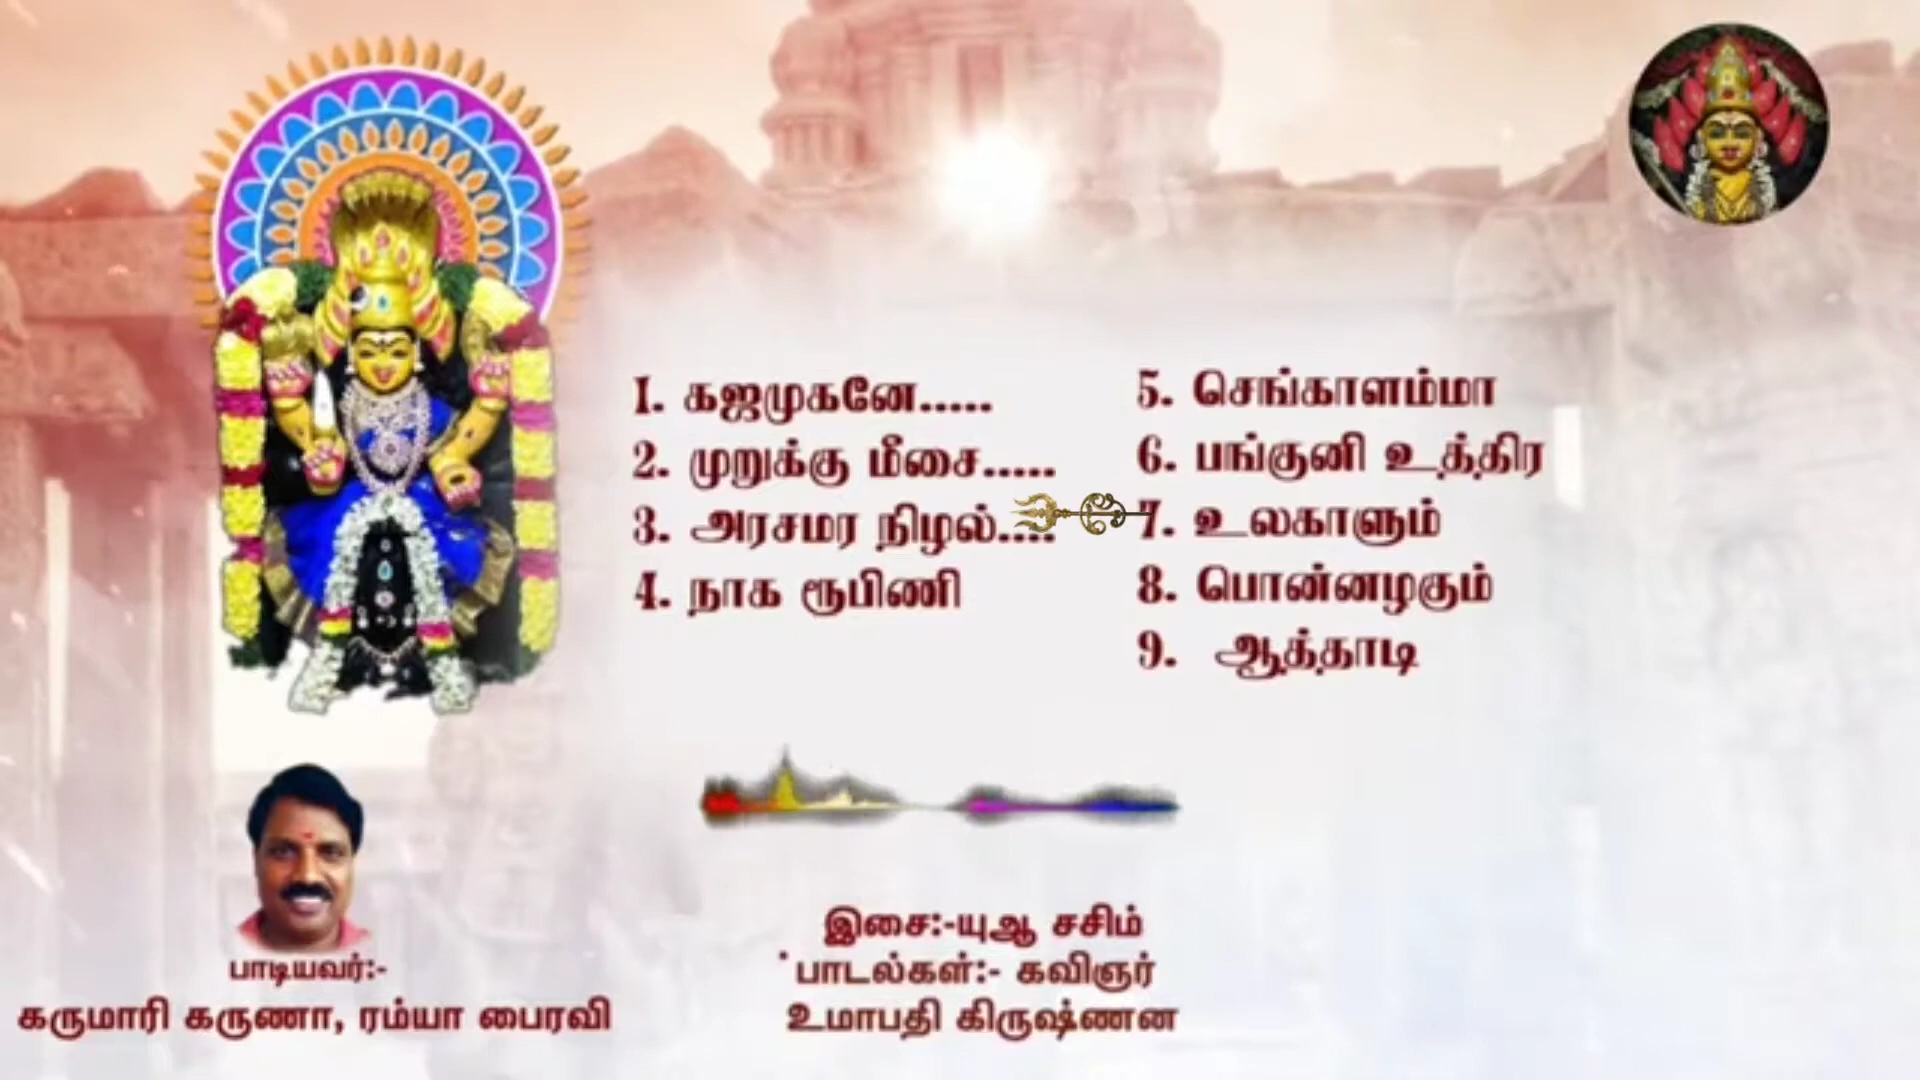 1. கஜமுகனே.....
2. முறுக்கு மீசை.....
3. அரசமர நிழல்....
4. நாக ரூபிணி
5. செங்காளம்மா
6. பங்குனி உத்திர
7. உலகாளும்
8. பொன்னழகும்
9. ஆத்தாடி
பாடியவர்:-
கருமாரி கருணா, ரம்யா பைரவி
இசை:-யுஆ சசிம்
பாடல்கள்:- கவிஞர்
உமாபதி கிருஷ்ணன